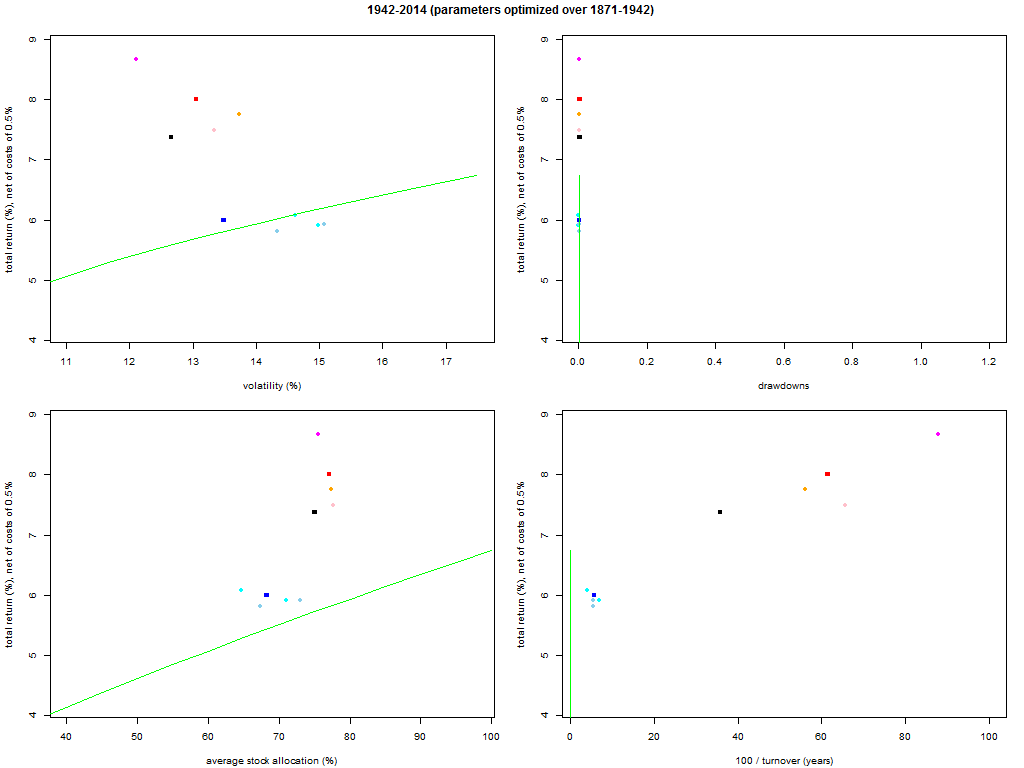 1942-2014 (parameters optimized over 1871-1942)
total return (%), net of costs of 0.5%
9
8
7
6
5
4
11 12 13 14 15 16 17
volatility (%)
total return (%), net of costs of 0.5%
9
8
7
6
5
4
0.0 0.2 0.4 0.6 0.8 1.0 1.2
drawdowns
total return (%), net of costs of 0.5%
9
8
7
6
5
4
40 50 60 70 80 90 100
average stock allocation (%)
total return (%), net of costs of 0.5%
9
8
7
6
5
4
0 20 40 60 80 100
100 / turnover (years)